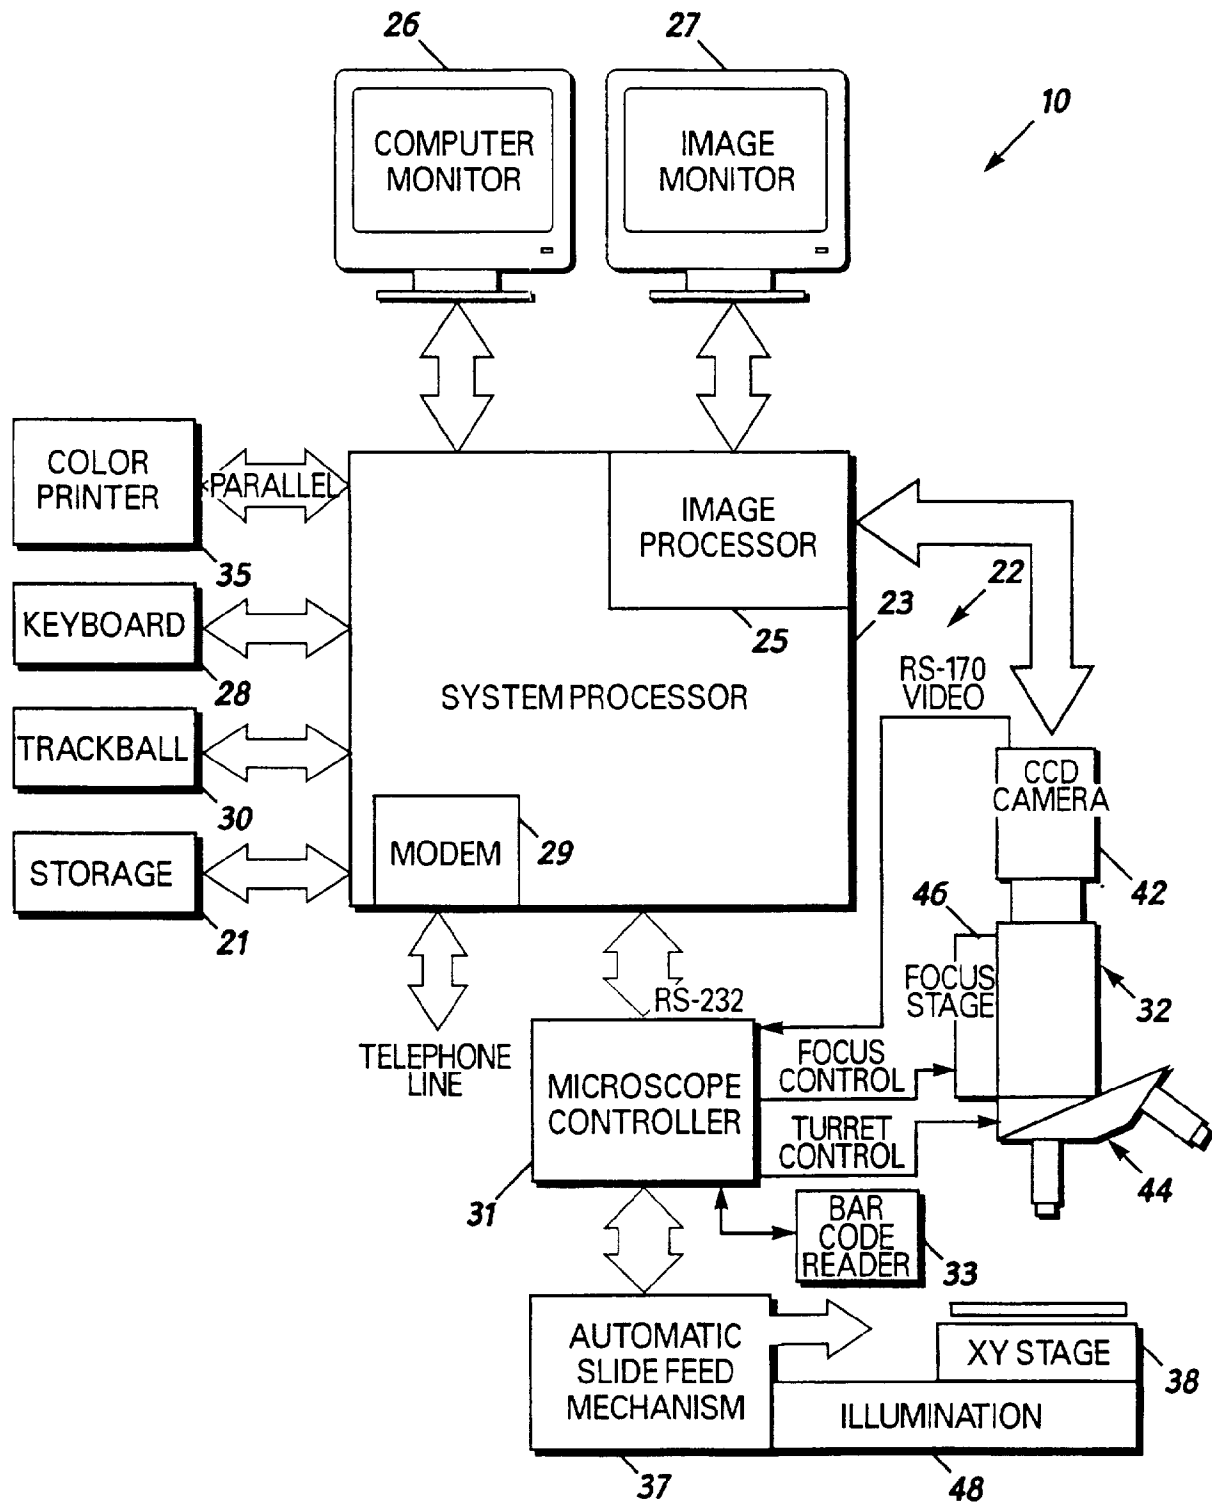 26
27
10
COMPUTER
MONITOR
IMAGE
MONITOR
COLOR
PRINTER
PARALLEL
35
IMAGE
PROCESSOR
25
23
22
KEYBOARD
28
SYSTEM PROCESSOR
RS-170
VIDEO
TRACKBALL
30
STORAGE
21
MODEM
29
CCD
CAMERA
42
46
FOCUS
STAGE
32
TELEPHONE
LINE
RS-232
MICROSCOPE
CONTROLLER
31
FOCUS
CONTROL
TURRET
CONTROL
44
BAR
CODE
READER
33
AUTOMATIC
SLIDE FEED
MECHANISM
37
XY STAGE
38
ILLUMINATION
48